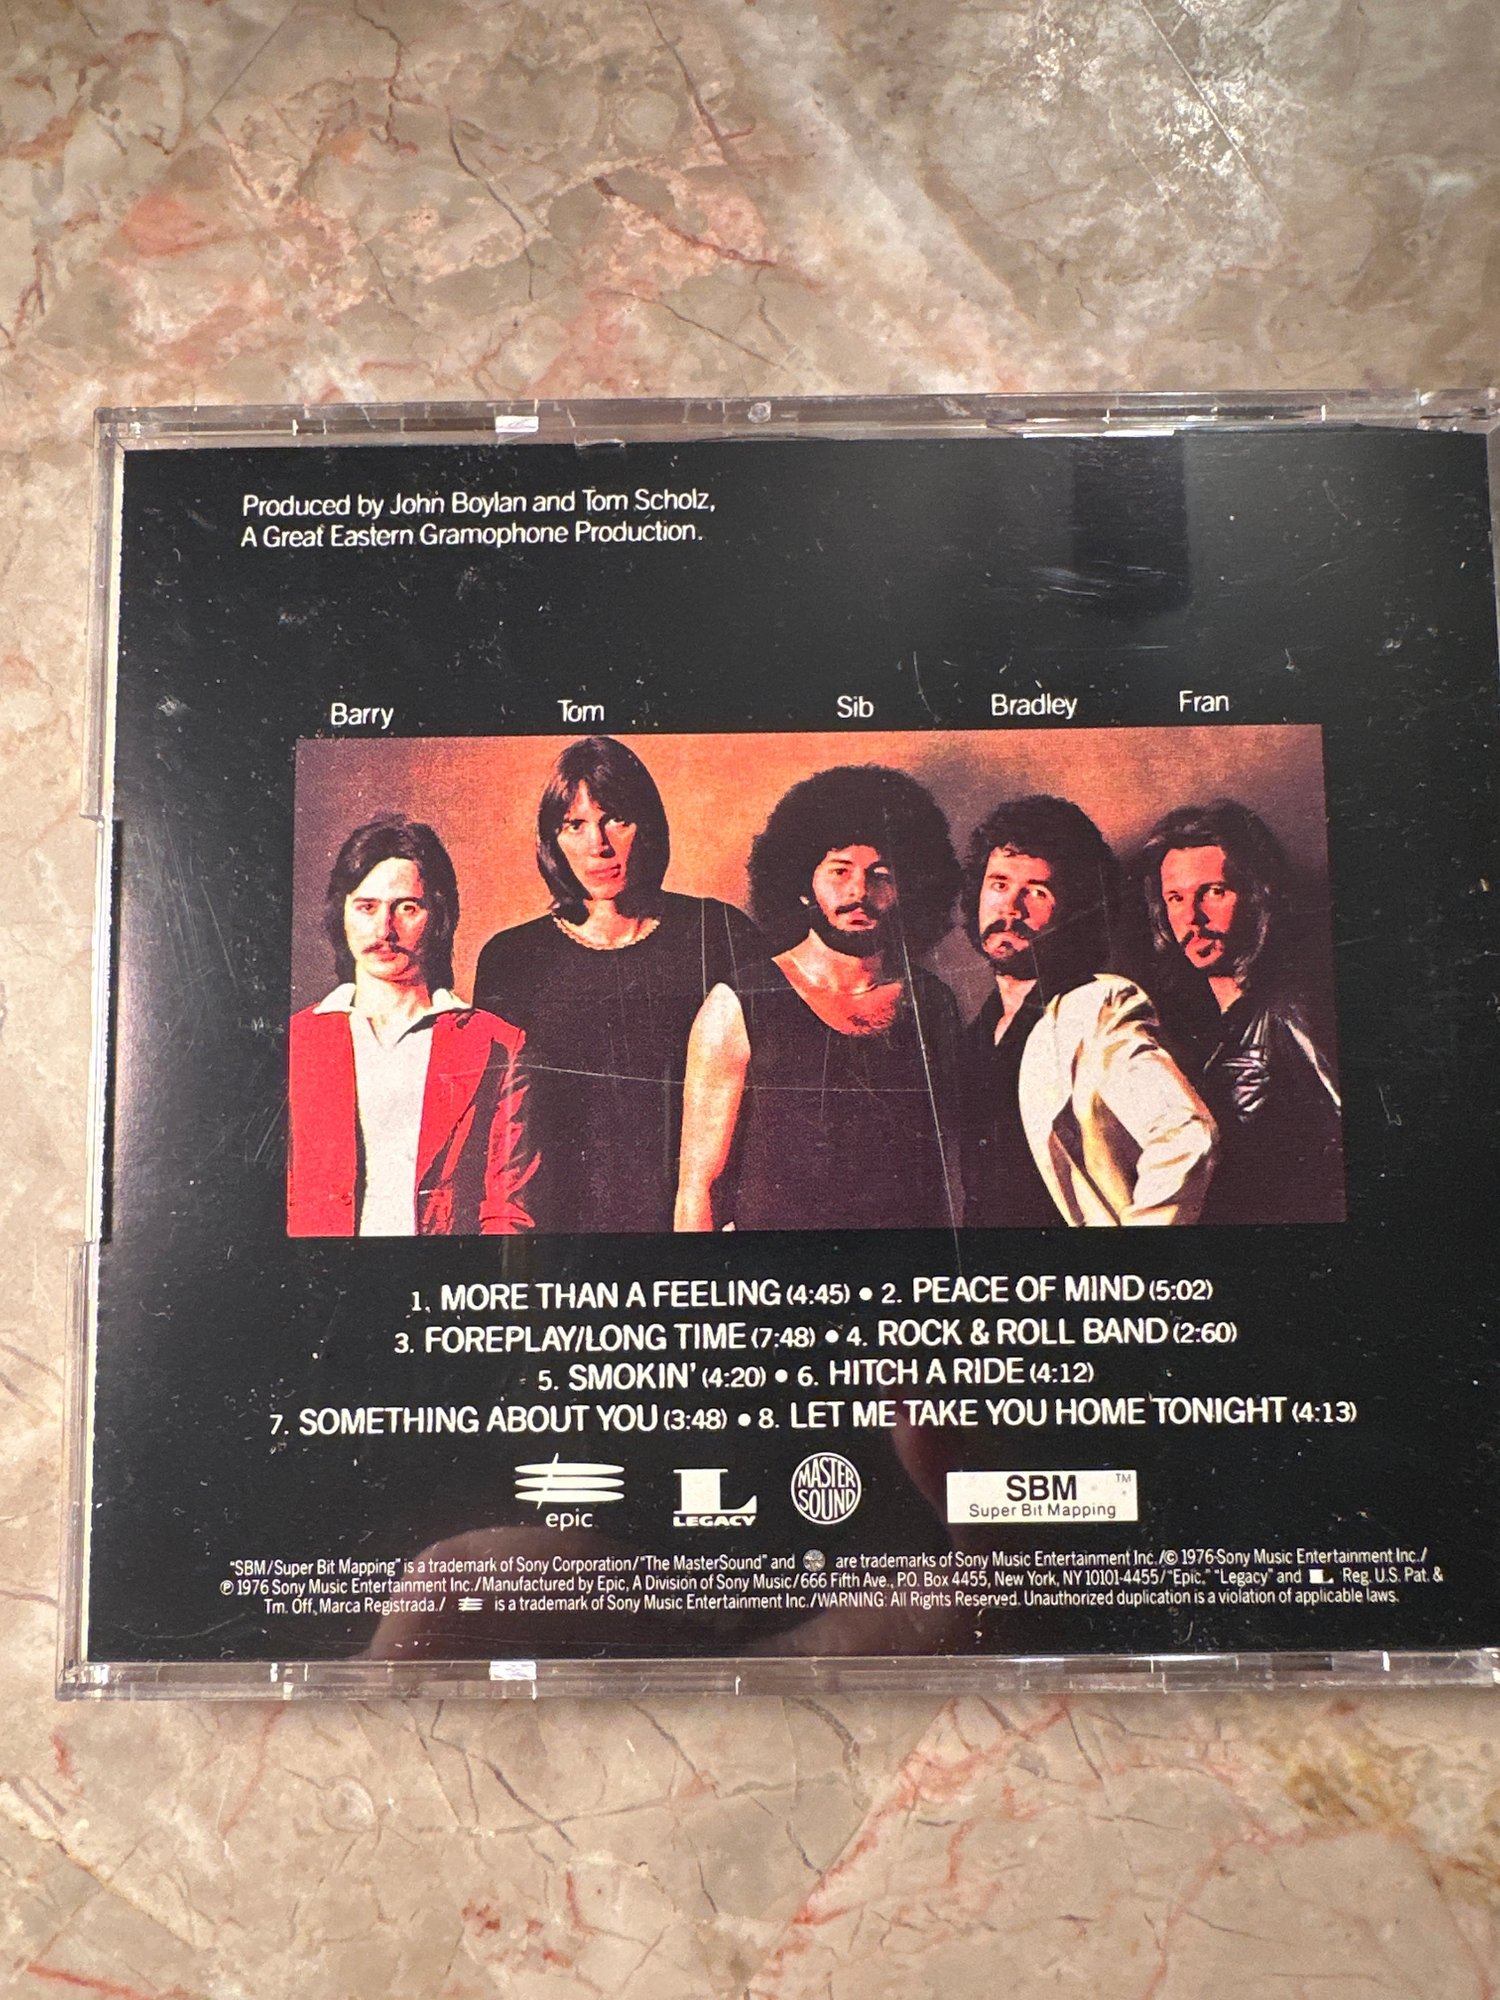 Produced by John Boylan and Tom Scholz,
A Great Eastern Gramophone Production.
Barry Tom Sib Bradley Fran
1. MORE THAN A FEELING (4:45) • 2. PEACE OF MIND (5:02)
3. FOREPLAY/LONG TIME (7:48) • 4. ROCK & ROLL BAND (2:60)
5. SMOKIN' (4:20) • 6. HITCH A RIDE (4:12)
7. SOMETHING ABOUT YOU (3:48) • 8. LET ME TAKE YOU HOME TONIGHT (4:13)
epic
L
LEGACY
MASTER
SOUND
SBM ™
Super Bit Mapping
"SBM/Super Bit Mapping" is a trademark of Sony Corporation/"The MasterSound" and are trademarks of Sony Music Entertainment Inc./© 1976 Sony Music Entertainment Inc./
℗ 1976 Sony Music Entertainment Inc./Manufactured by Epic, A Division of Sony Music/666 Fifth Ave., P.O. Box 4455, New York, NY 10101-4455/"Epic," "Legacy" and L Reg. U.S. Pat. &
Tm. Off. Marca Registrada./ is a trademark of Sony Music Entertainment Inc./WARNING: All Rights Reserved. Unauthorized duplication is a violation of applicable laws.